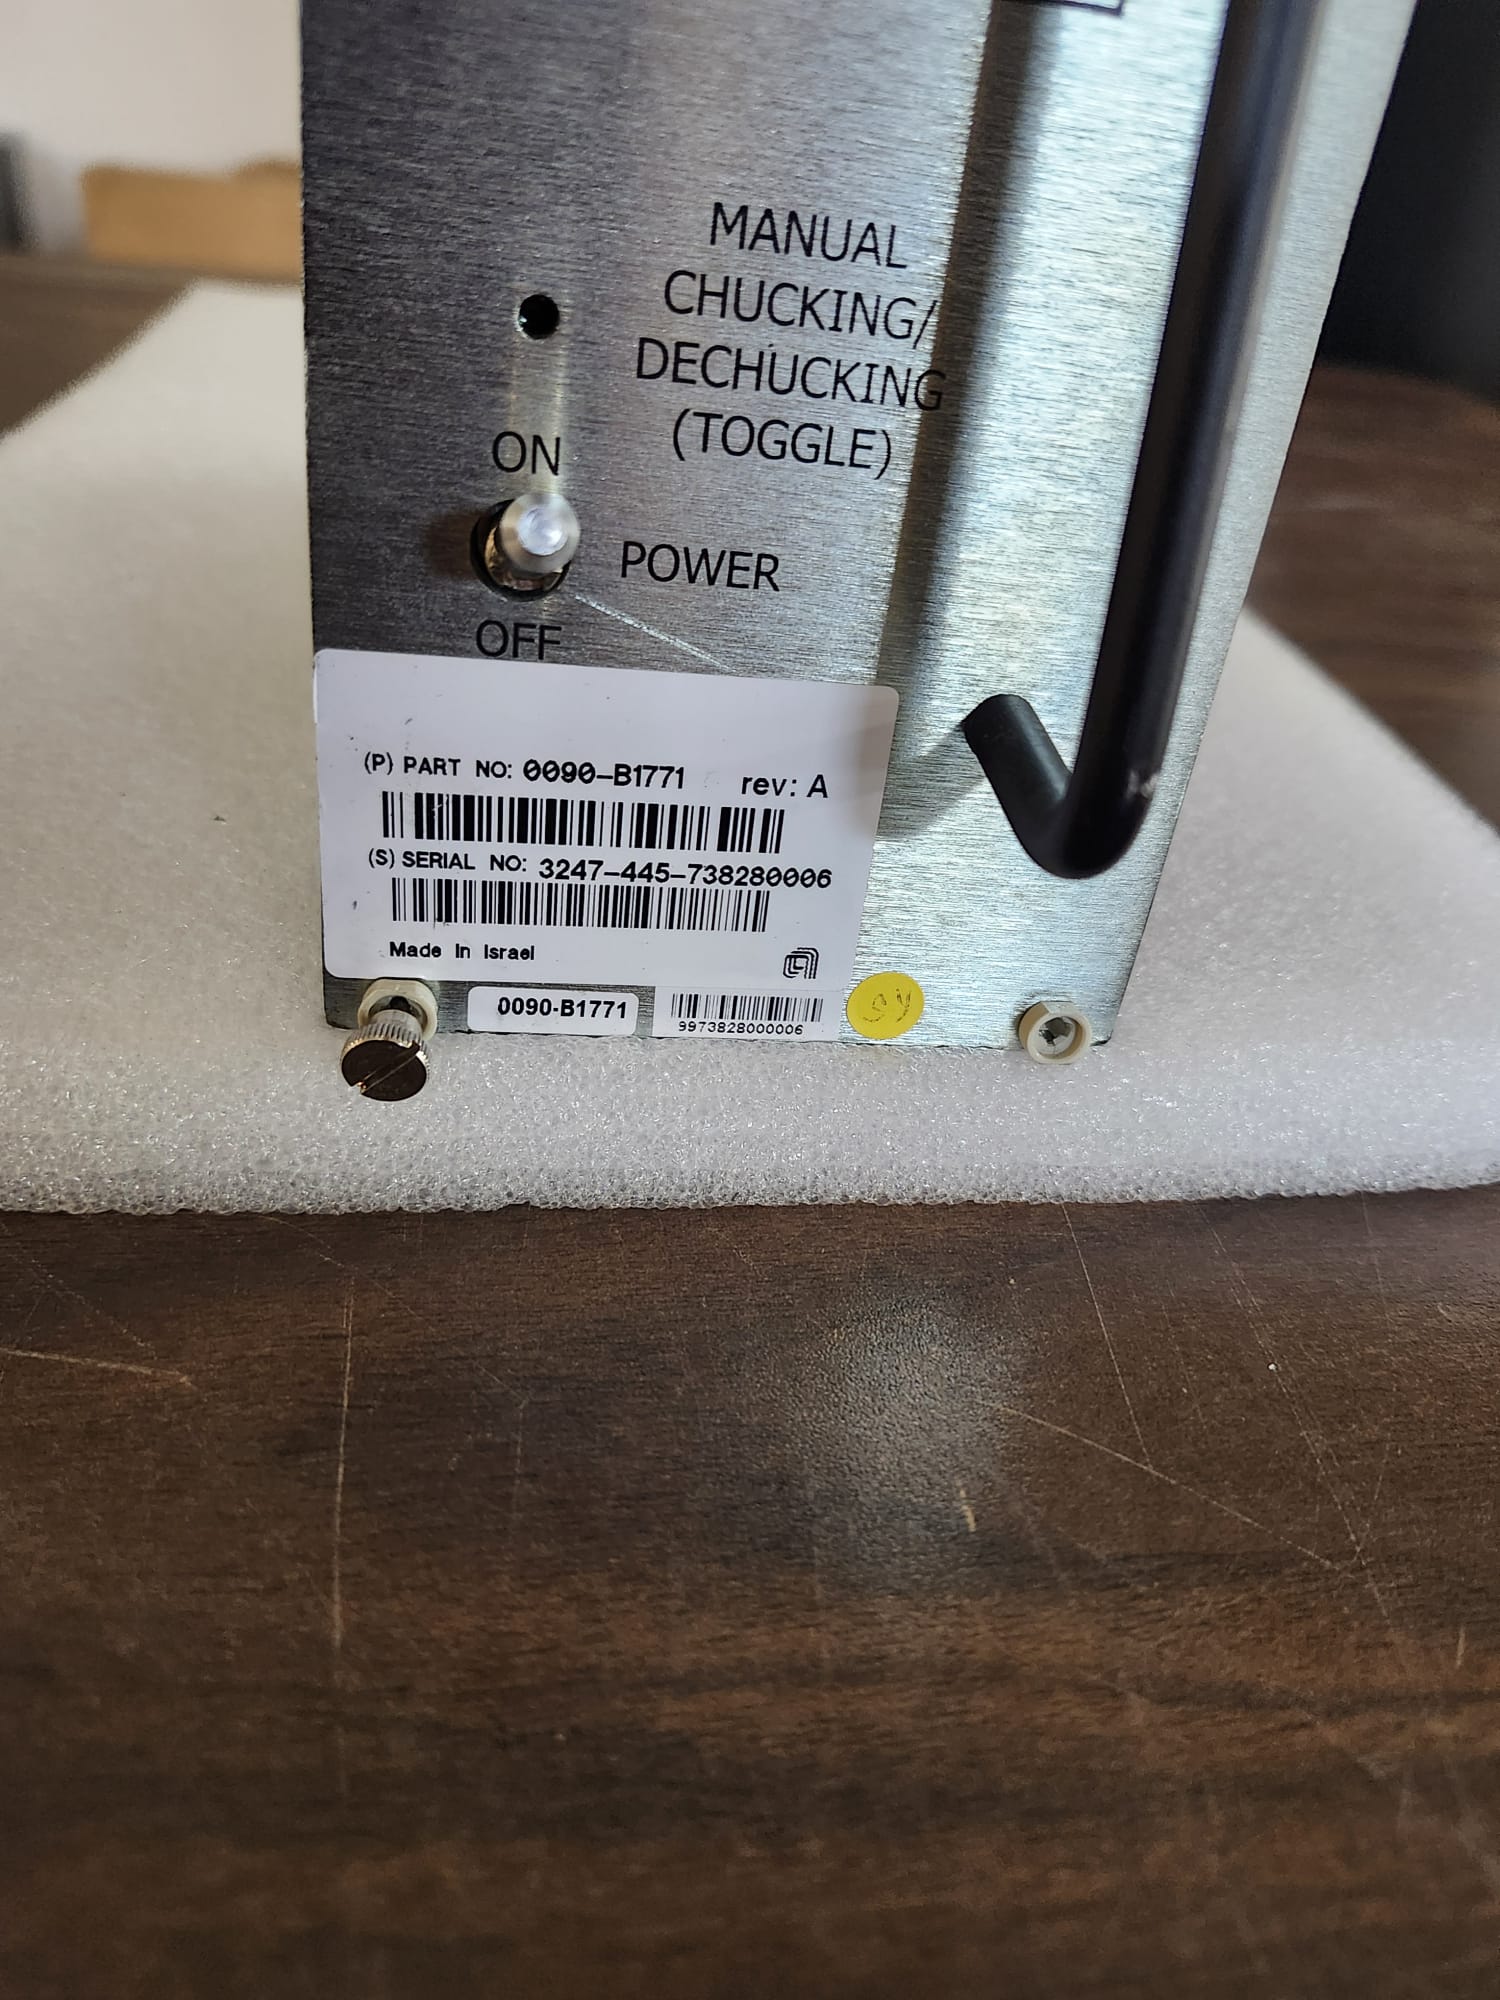 MANUAL
CHUCKING/
DECHUCKING
(TOGGLE)
ON
POWER
OFF
(P) PART NO: 0090-B1771 rev: A
(S) SERIAL NO: 3247-445-738280006
Made In Israel
0090-B1771
9973828000006